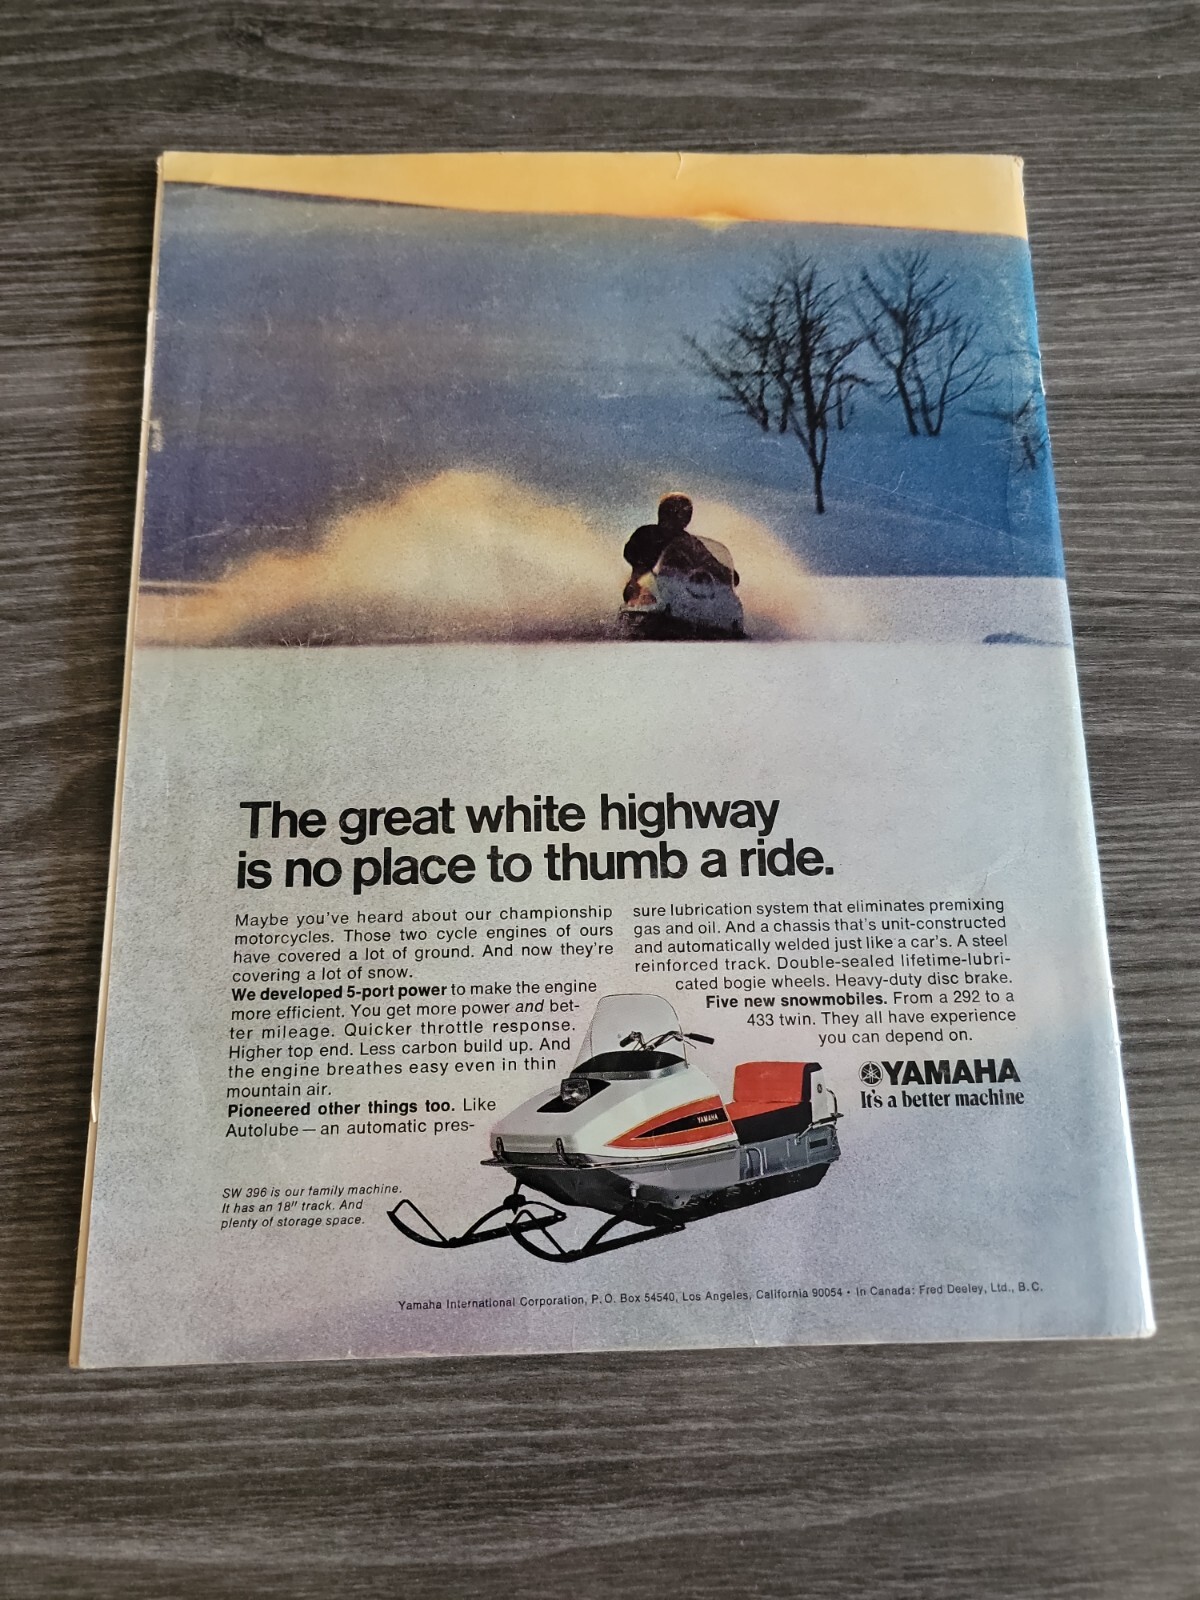 The great white highway
is no place to thumb a ride.
Maybe you've heard about our championship
motorcycles. Those two cycle engines of ours
have covered a lot of ground. And now they're
covering a lot of snow.
We developed 5-port power to make the engine
more efficient. You get more power and bet-
ter mileage. Quicker throttle response.
Higher top end. Less carbon build up. And
the engine breathes easy even in thin
mountain air.
Pioneered other things too. Like
Autolube — an automatic pres-
sure lubrication system that eliminates premixing
gas and oil. And a chassis that's unit-constructed
and automatically welded just like a car's. A steel
reinforced track. Double-sealed lifetime-lubri-
cated bogie wheels. Heavy-duty disc brake.
Five new snowmobiles. From a 292 to a
433 twin. They all have experience
you can depend on.
YAMAHA
It's a better machine
YAMAHA
SW 396 is our family machine.
It has an 18" track. And
plenty of storage space.
Yamaha International Corporation, P.O. Box 54540, Los Angeles, California 90054 • In Canada: Fred Deeley, Ltd., B.C.